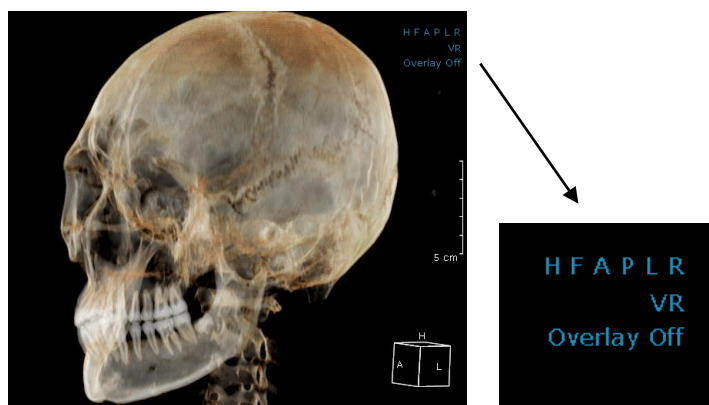 H F A P L R
VR
Overlay Off
5 cm
H
A
L
H F A P L R
VR
Overlay Off